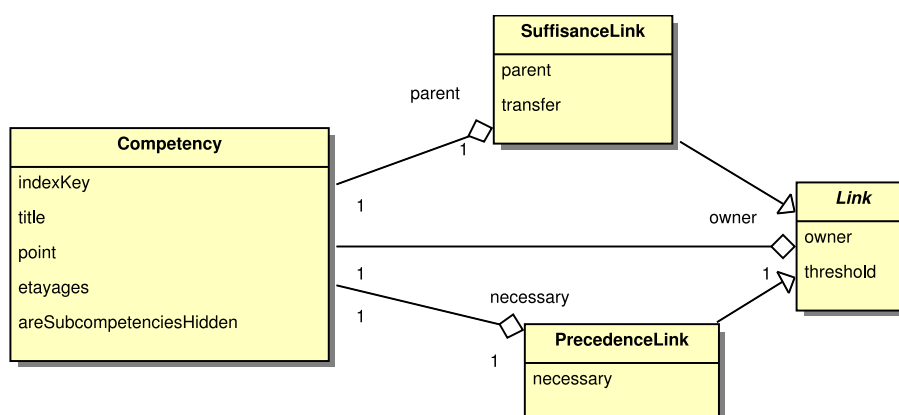 SuffisanceLink
parent
transfer
parent
1
Competency
indexKey
title
point
etayages
areSubcompetenciesHidden
1
owner
1
1
Link
owner
threshold
necessary
1
1
PrecedenceLink
necessary